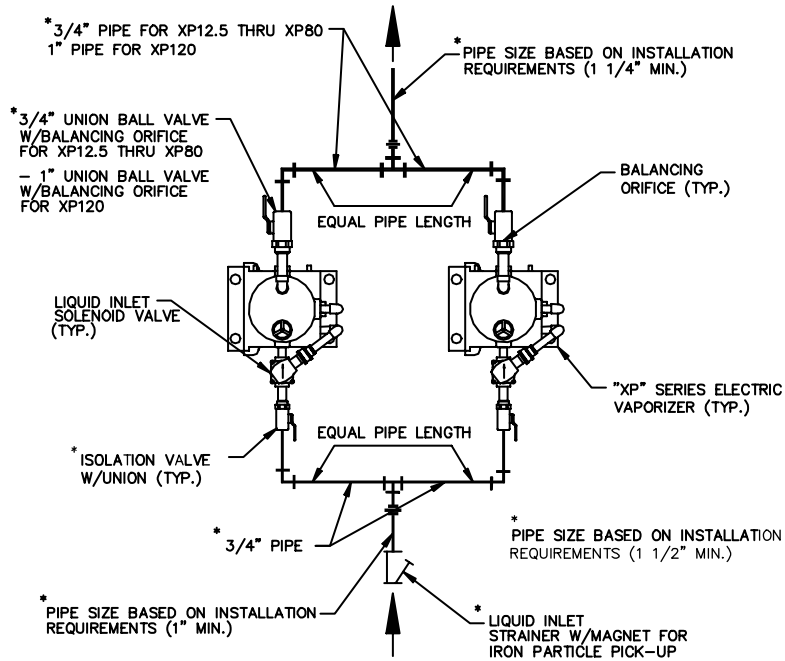 *3/4" PIPE FOR XP12.5 THRU XP80
1" PIPE FOR XP120
*PIPE SIZE BASED ON INSTALLATION
REQUIREMENTS (1 1/4" MIN.)
*3/4" UNION BALL VALVE
W/BALANCING ORIFICE
FOR XP12.5 THRU XP80
- 1" UNION BALL VALVE
W/BALANCING ORIFICE
FOR XP120
BALANCING
ORIFICE (TYP.)
EQUAL PIPE LENGTH
LIQUID INLET
SOLENOID VALVE
(TYP.)
"XP" SERIES ELECTRIC
VAPORIZER (TYP.)
EQUAL PIPE LENGTH
*ISOLATION VALVE
W/UNION (TYP.)
*3/4" PIPE
*PIPE SIZE BASED ON INSTALLATION
REQUIREMENTS (1 1/2" MIN.)
*PIPE SIZE BASED ON INSTALLATION
REQUIREMENTS (1" MIN.)
*LIQUID INLET
STRAINER W/MAGNET FOR
IRON PARTICLE PICK-UP